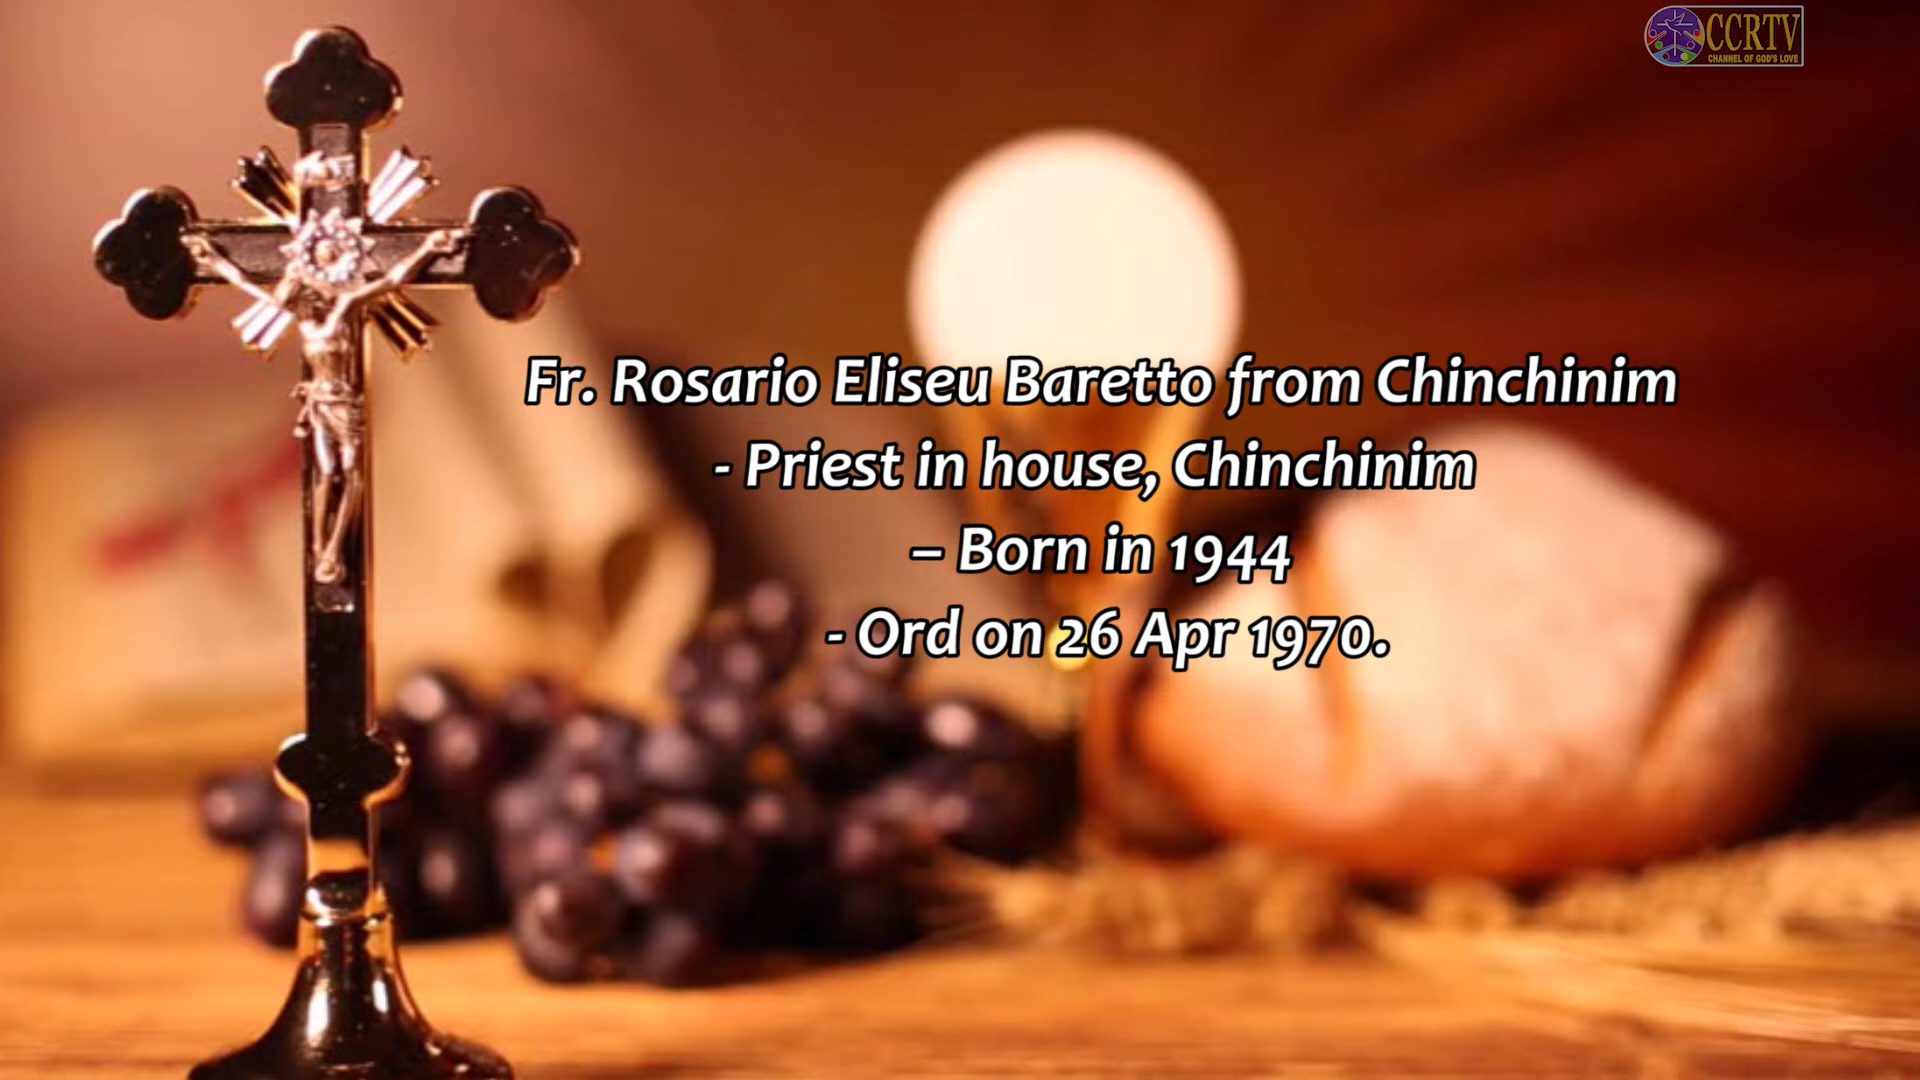 CCRTV
CHANNEL OF GOD'S LOVE
Fr. Rosario Eliseu Baretto from Chinchinim
- Priest in house, Chinchinim
– Born in 1944
- Ord on 26 Apr 1970.